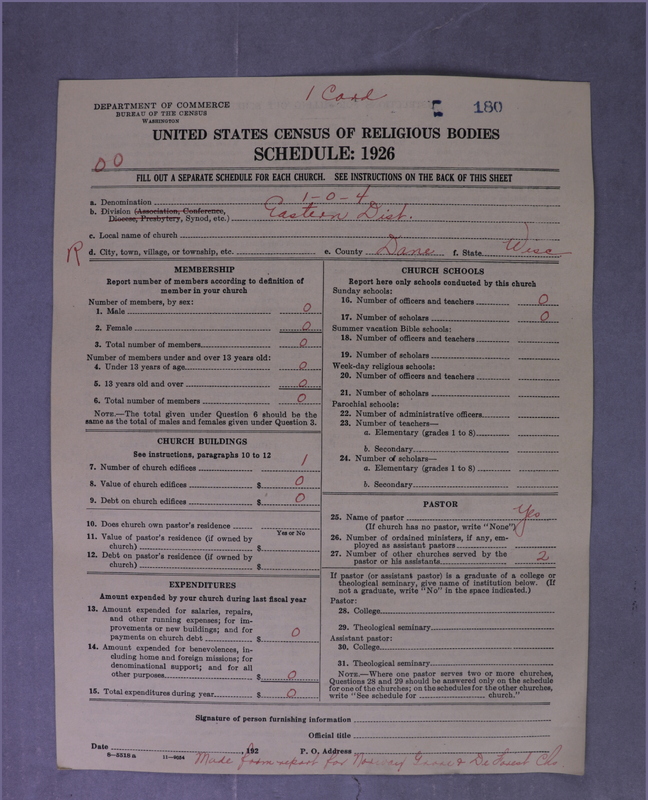 1 Card
DEPARTMENT OF COMMERCE
BUREAU OF THE CENSUS
WASHINGTON
180
UNITED STATES CENSUS OF RELIGIOUS BODIES
SCHEDULE: 1926
00
FILL OUT A SEPARATE SCHEDULE FOR EACH CHURCH. SEE INSTRUCTIONS ON THE BACK OF THIS SHEET
a. Denomination 1-0-4
b. Division (Association, Conference, Diocese, Presbytery, Synod, etc.) Eastern Dist.
c. Local name of church
R
d. City, town, village, or township, etc. e. County Dane f. State Wisc
MEMBERSHIP
Report number of members according to definition of
member in your church
Number of members, by sex:
1. Male 0
2. Female 0
3. Total number of members 0
Number of members under and over 13 years old:
4. Under 13 years of age 0
5. 13 years old and over 0
6. Total number of members 0
NOTE.—The total given under Question 6 should be
same as the total of males and females given under Question 3.
CHURCH BUILDINGS
See instructions, paragraphs 10 to 12
7. Number of church edifices 1
8. Value of church edifices $ 0
9. Debt on church edifices $ 0
10. Does church own pastor's residence
Yes or No
11. Value of pastor's residence (if owned by
church) $
12. Debt on pastor's residence (if owned by
church) $
EXPENDITURES
Amount expended by your church during last fiscal year
13. Amount expended for salaries, repairs,
and other running expenses; for im-
provements or new buildings; and for
payments on church debt $ 0
14. Amount expended for benevolences, in-
cluding home and foreign missions; for
denominational support; and for all
other purposes $ 0
15. Total expenditures during year $ 0
CHURCH SCHOOLS
Report here only schools conducted by this church
Sunday schools:
16. Number of officers and teachers 0
17. Number of scholars 0
Summer vacation Bible schools:
18. Number of officers and teachers
19. Number of scholars
Week-day religious schools:
20. Number of officers and teachers
21. Number of scholars
Parochial schools:
22. Number of administrative officers
23. Number of teachers—
a. Elementary (grades 1 to 8)
b. Secondary
24. Number of scholars—
a. Elementary (grades 1 to 8)
b. Secondary
PASTOR
25. Name of pastor Yes
(If church has no pastor, write "None")
26. Number of ordained ministers, if any, em-
ployed as assistant pastors
27. Number of other churches served by the
pastor or his assistants 2
If pastor (or assistant pastor) is a graduate of a college or
theological seminary, give name of institution below. (If
not a graduate, write "No" in the space indicated.)
Pastor:
28. College
29. Theological seminary
Assistant pastor:
30. College
31. Theological seminary
NOTE.—Where one pastor serves two or more churches,
Questions 28 and 29 should be answered only on the schedule
for one of the churches; on the schedules for the other churches,
write "See schedule for church."
Signature of person furnishing information
Official title
Date , 192 P. O. Address
8-5318 a 11-9034 Made from report for Norway Grove & De Forest Chs.